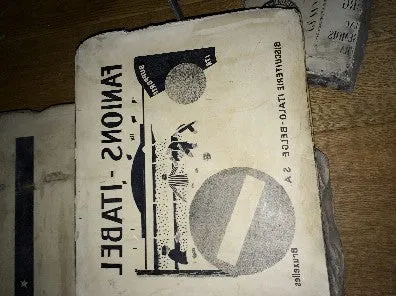 BISCUITERIE ITALO-BELGE S A
Bruxelles
FANIONS - ITABEL